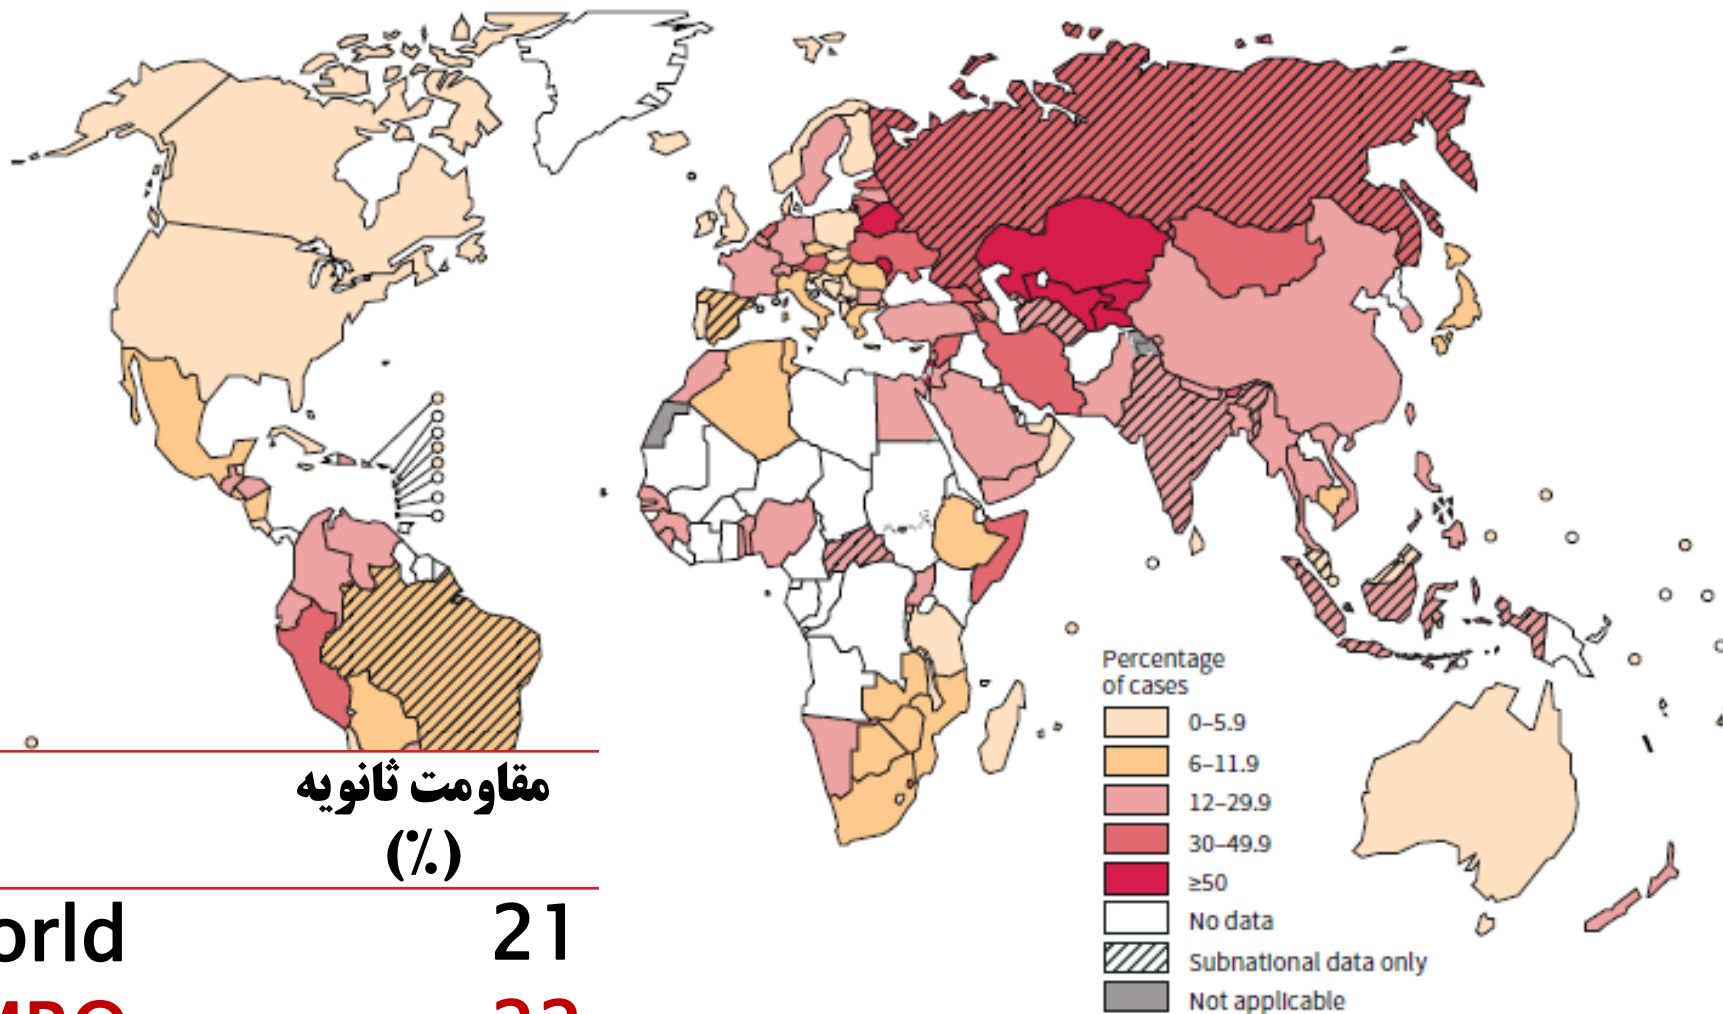 Percentage
of cases
0–5.9
6–11.9
12–29.9
30–49.9
≥50
No data
Subnational data only
Not applicable
مقاومت ثانویه
(٪)
orld 21